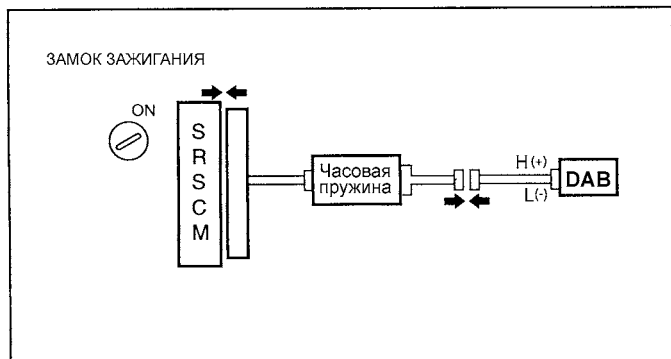 ЗАМОК ЗАЖИГАНИЯ
ON
S
R
S
C
M
Часовая
пружина
H (+)
L (-)
DAB